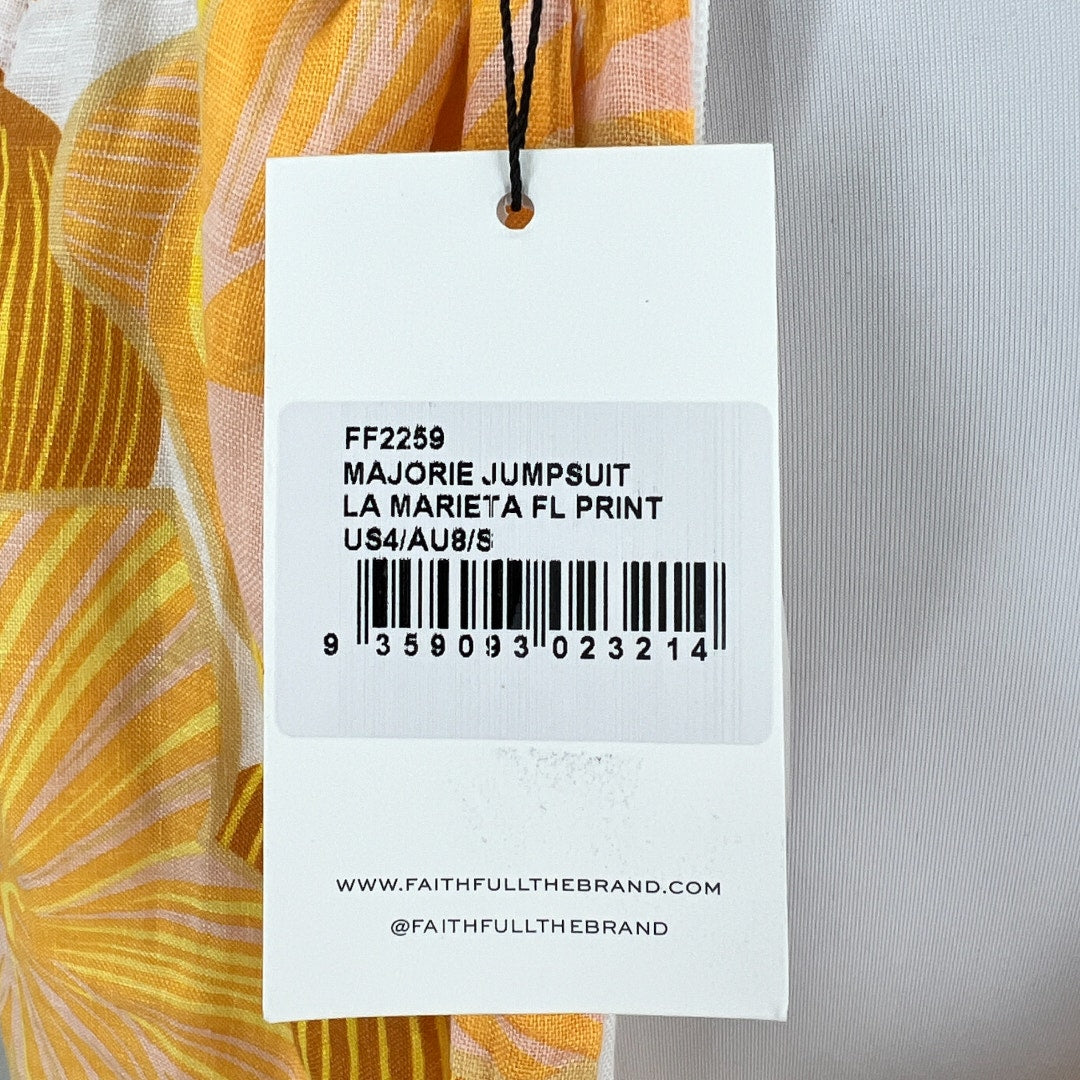 FF2259
MAJORIE JUMPSUIT
LA MARIETA FL PRINT
US4/AU8/S
9 359093 023214
WWW.FAITHFULLTHEBRAND.COM
@FAITHFULLTHEBRAND